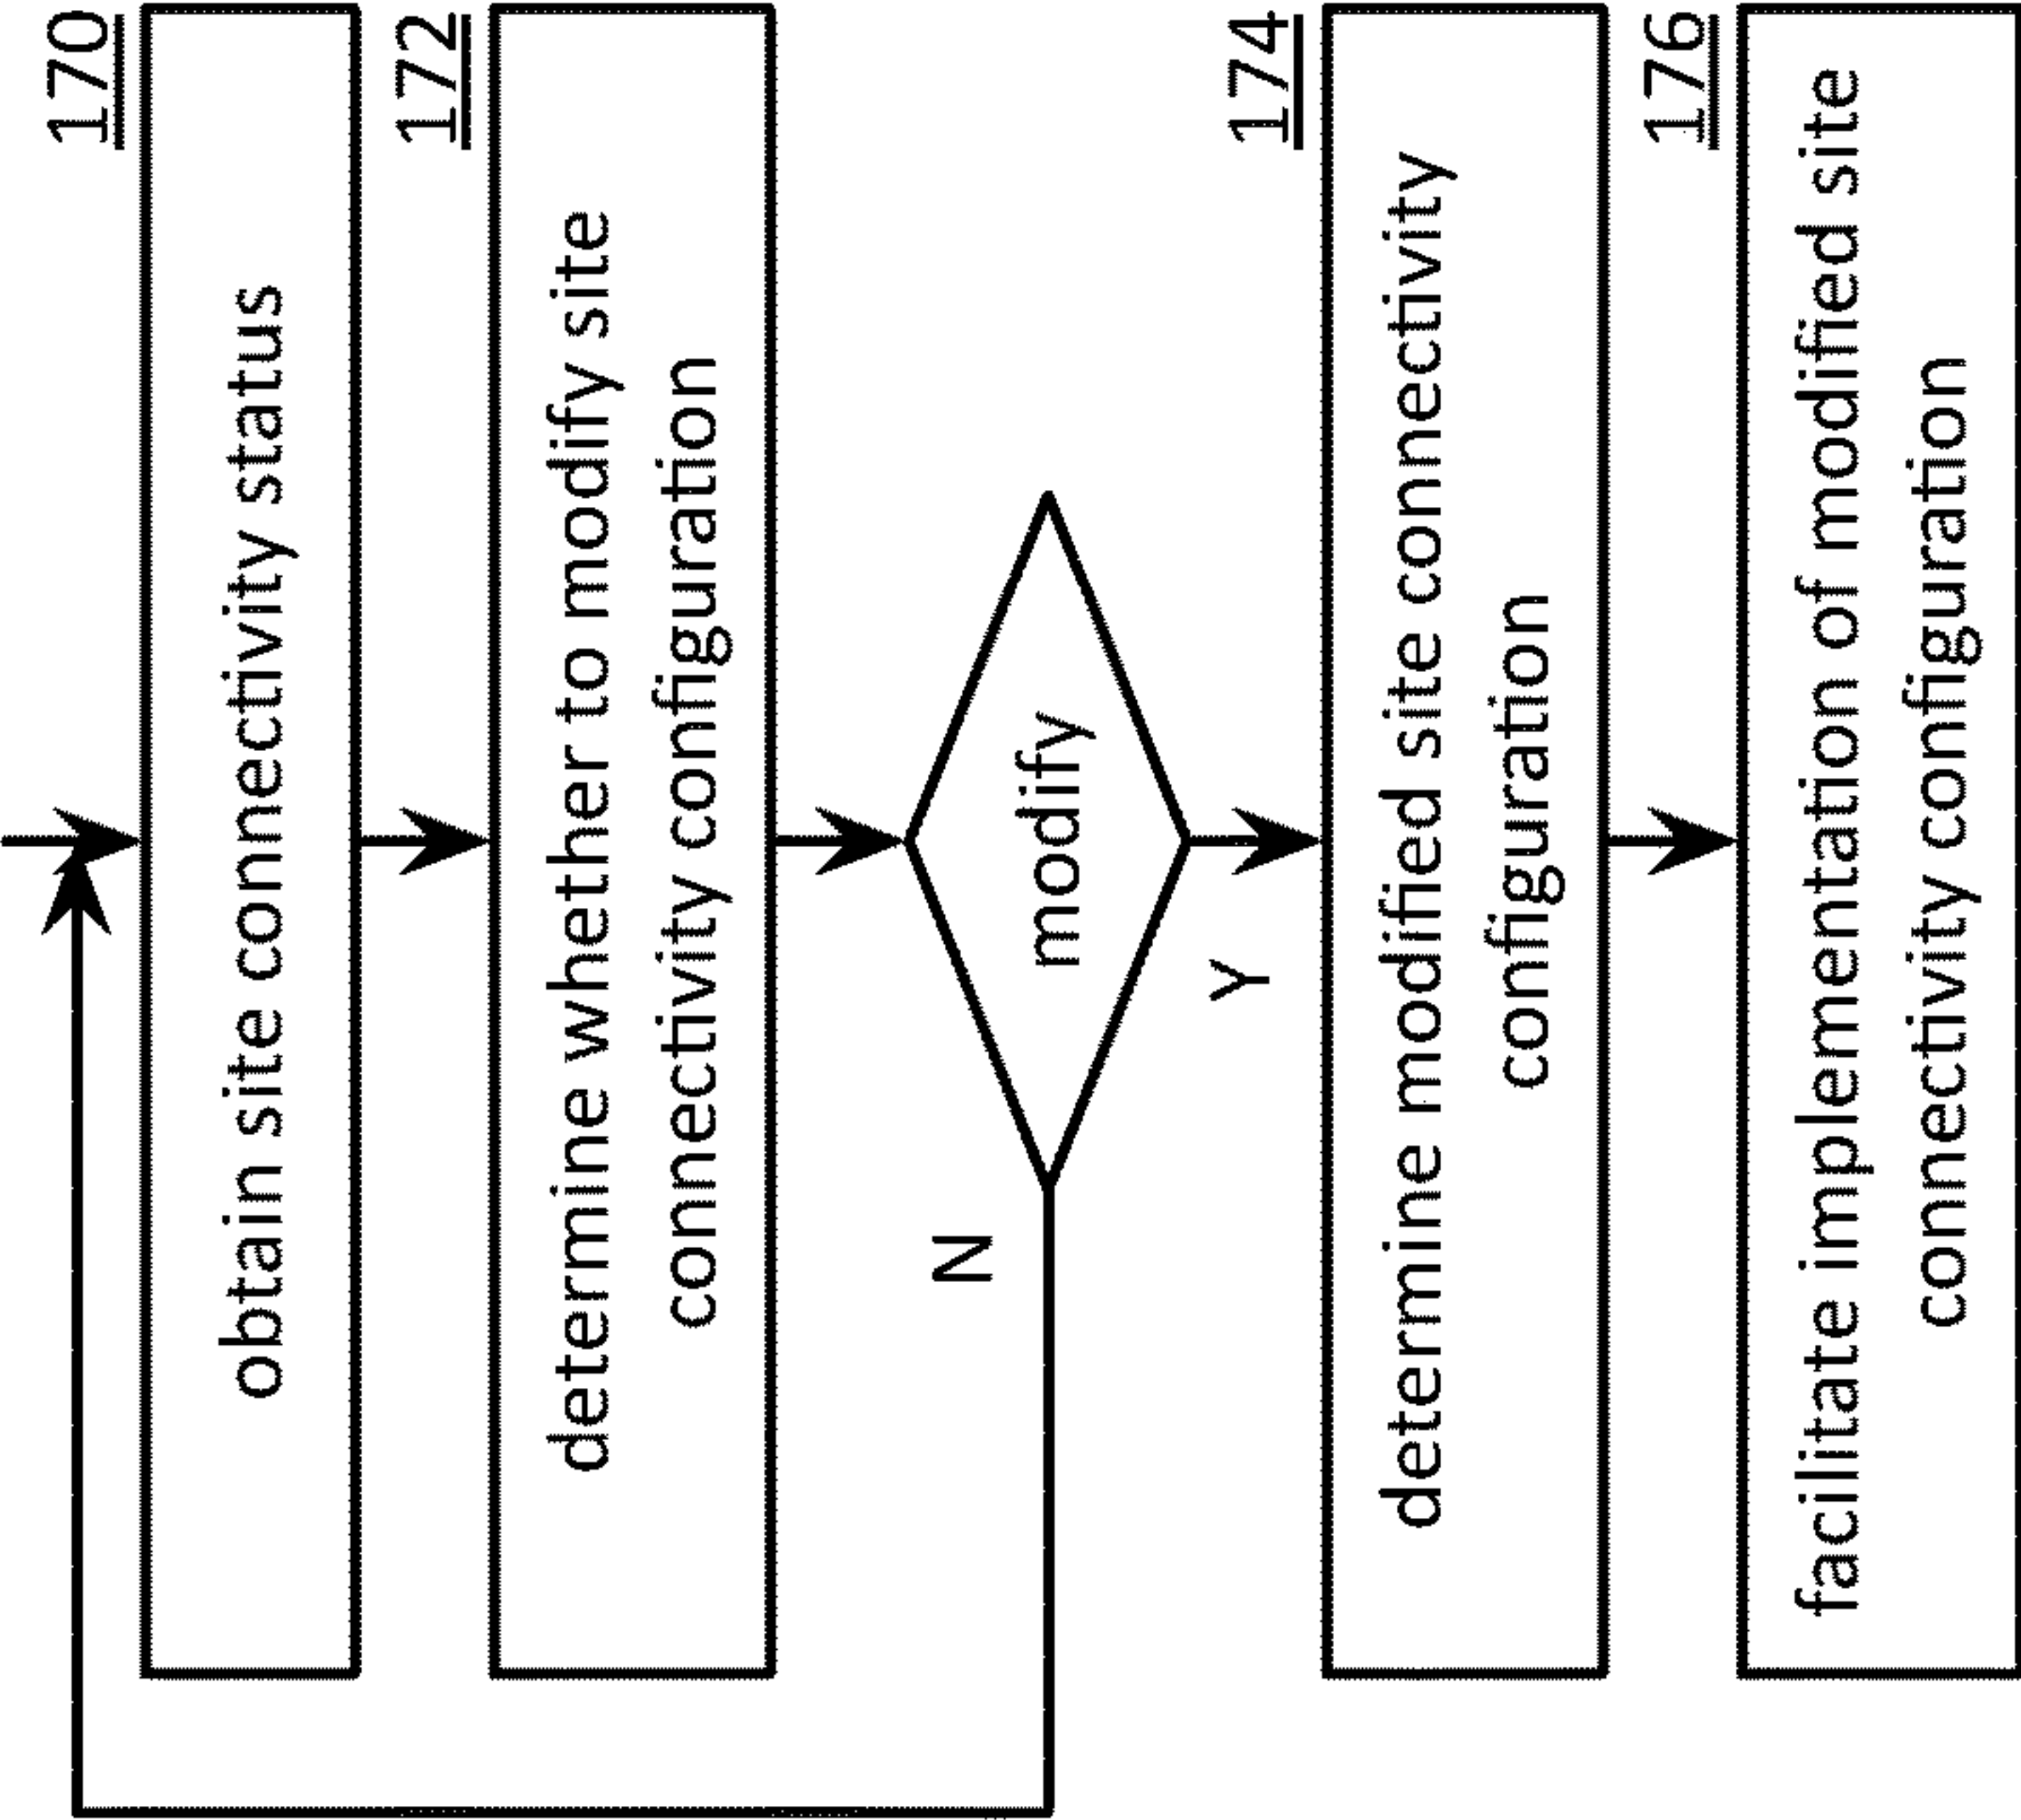 170
obtain site connectivity status
172
determine whether to modify site
connectivity configuration
modify
N
Y
174
determine modified site connectivity
configuration
176
facilitate implementation of modified site
connectivity configuration